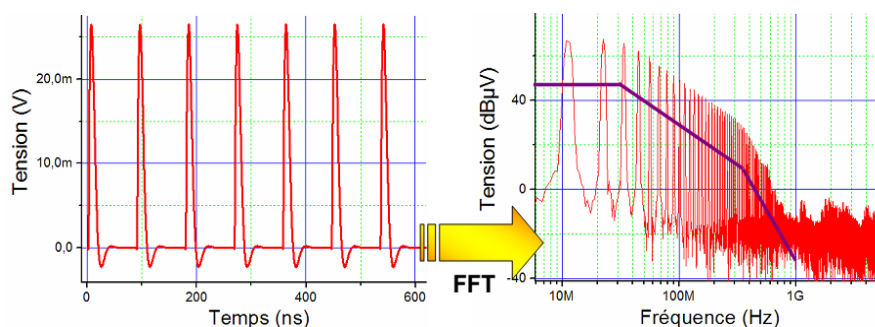 Tension (V)
20,0m
10,0m
0,0
0
200
400
600
Temps (ns)
FFT
Tension (dBµV)
40
0
-40
10M
100M
1G
Fréquence (Hz)